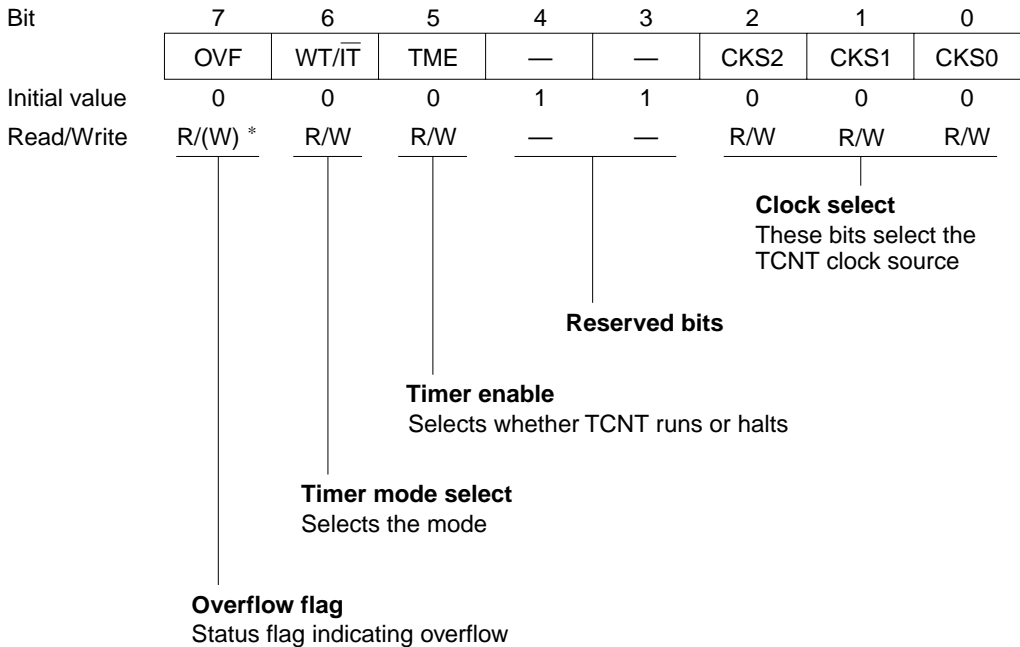 Bit 7 6 5 4 3 2 1 0
OVF WT/I̅T̅ TME — — CKS2 CKS1 CKS0
Initial value 0 0 0 1 1 0 0 0
Read/Write R/(W) * R/W R/W — — R/W R/W R/W
Clock select
These bits select the
TCNT clock source
Reserved bits
Timer enable
Selects whether TCNT runs or halts
Timer mode select
Selects the mode
Overflow flag
Status flag indicating overflow